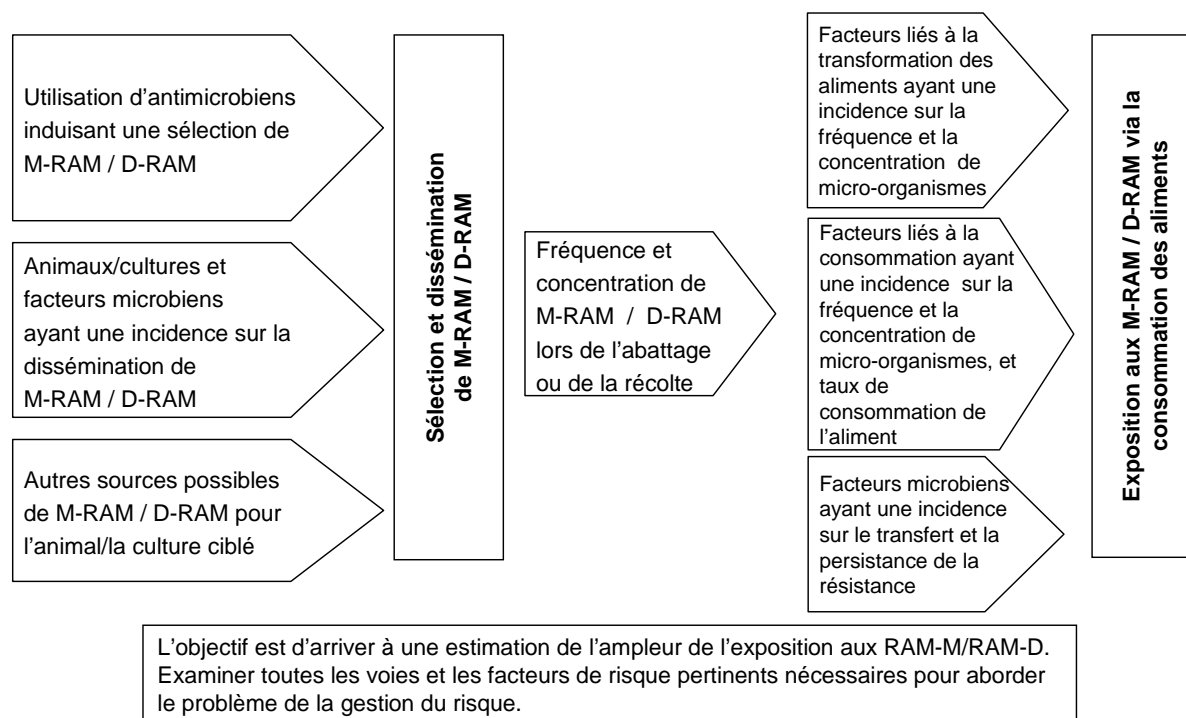 Utilisation d'antimicrobiens
induisant une sélection de
M-RAM / D-RAM
Animaux/cultures et
facteurs microbiens
ayant une incidence sur la
dissémination de
M-RAM / D-RAM
Autres sources possibles
de M-RAM / D-RAM pour
l'animal/la culture ciblé
Sélection et dissémination
de M-RAM / D-RAM
Fréquence et
concentration de
M-RAM / D-RAM
lors de l'abattage
ou de la récolte
Facteurs liés à la
transformation des
aliments ayant une
incidence sur la
fréquence et la
concentration de
micro-organismes
Facteurs liés à la
consommation ayant
une incidence sur la
fréquence et la
concentration de
micro-organismes, et
taux de
consommation de
l'aliment
Facteurs microbiens
ayant une incidence
sur le transfert et la
persistance de la
résistance
Exposition aux M-RAM / D-RAM via la
consommation des aliments
L'objectif est d'arriver à une estimation de l'ampleur de l'exposition aux RAM-M/RAM-D.
Examiner toutes les voies et les facteurs de risque pertinents nécessaires pour aborder
le problème de la gestion du risque.